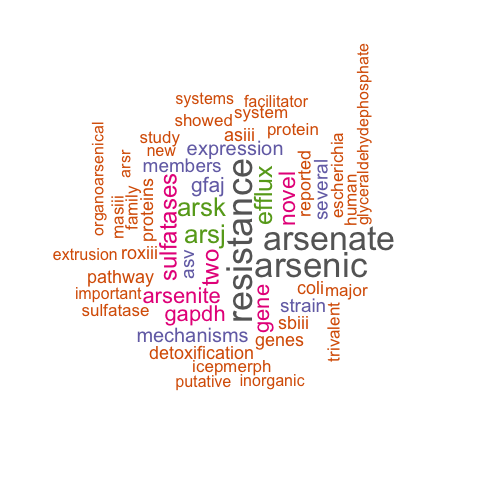 systems
facilitator
showed
system
study
asiii
protein
new
expression
members
gfaj
arsr
organoarsenical
masiii
family
proteins
sulfatases
arsk
efflux
novel
reported
several
escherichia
human
glyceraldehydephosphate
arsj
resistance
arsenate
extrusion
roxiii
asv
two
arsenic
pathway
important
arsenite
gene
coli
major
sulfatase
gapdh
strain
sbiii
mechanisms
genes
trivalent
detoxification
icepmerph
putative
inorganic